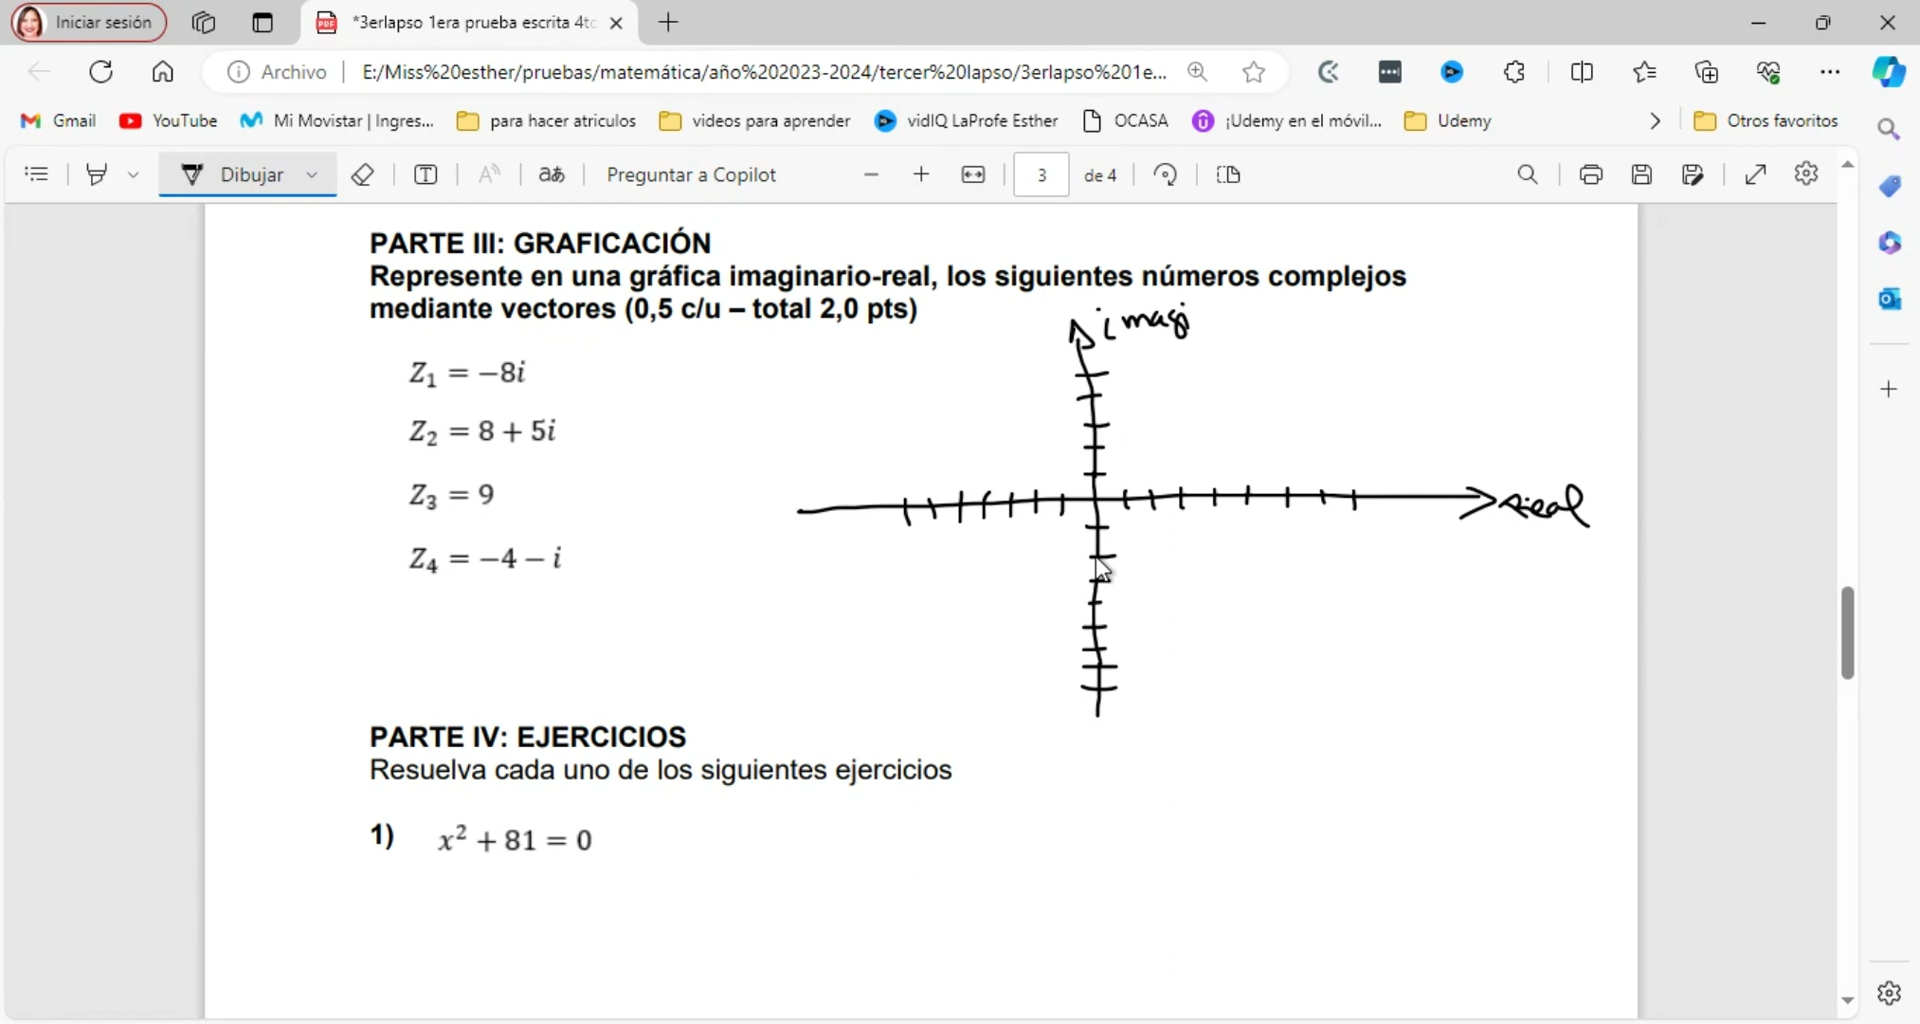 Iniciar sesión
*3erlapso 1era prueba escrita 4to
Archivo
E:/Miss%20esther/pruebas/matemática/año%202023-2024/tercer%20lapso/3erlapso%201e...
Gmail
YouTube
Mi Movistar | Ingres...
para hacer atriculos
videos para aprender
vidIQ LaProfe Esther
OCASA
¡Udemy en el móvil...
Udemy
Otros favoritos
Dibujar
Preguntar a Copilot
3 de 4
PARTE III: GRAFICACIÓN
Represente en una gráfica imaginario-real, los siguientes números complejos
mediante vectores (0,5 c/u – total 2,0 pts)
imagi
Z₁ = −8i
Z₂ = 8 + 5i
Z₃ = 9
real
Z₄ = −4 − i
PARTE IV: EJERCICIOS
Resuelva cada uno de los siguientes ejercicios
1) x² + 81 = 0